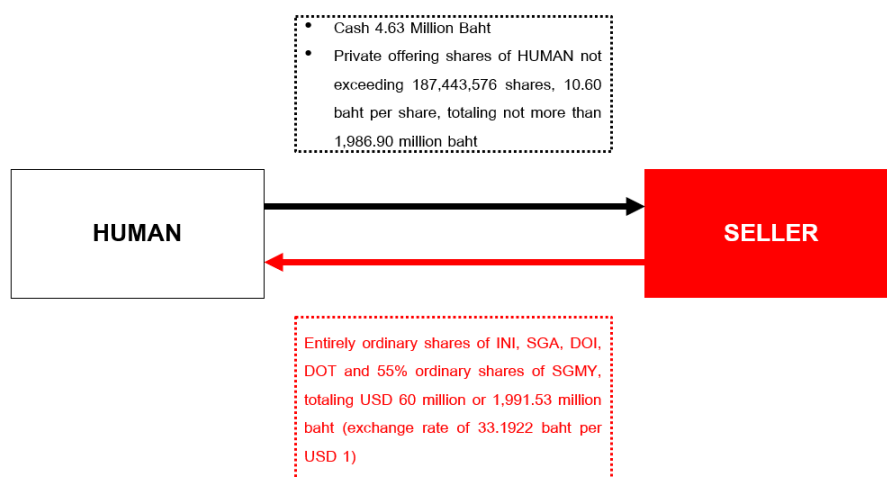 • Cash 4.63 Million Baht
• Private offering shares of HUMAN not
exceeding 187,443,576 shares, 10.60
baht per share, totaling not more than
1,986.90 million baht
HUMAN
SELLER
Entirely ordinary shares of INI, SGA, DOI,
DOT and 55% ordinary shares of SGMY,
totaling USD 60 million or 1,991.53 million
baht (exchange rate of 33.1922 baht per
USD 1)